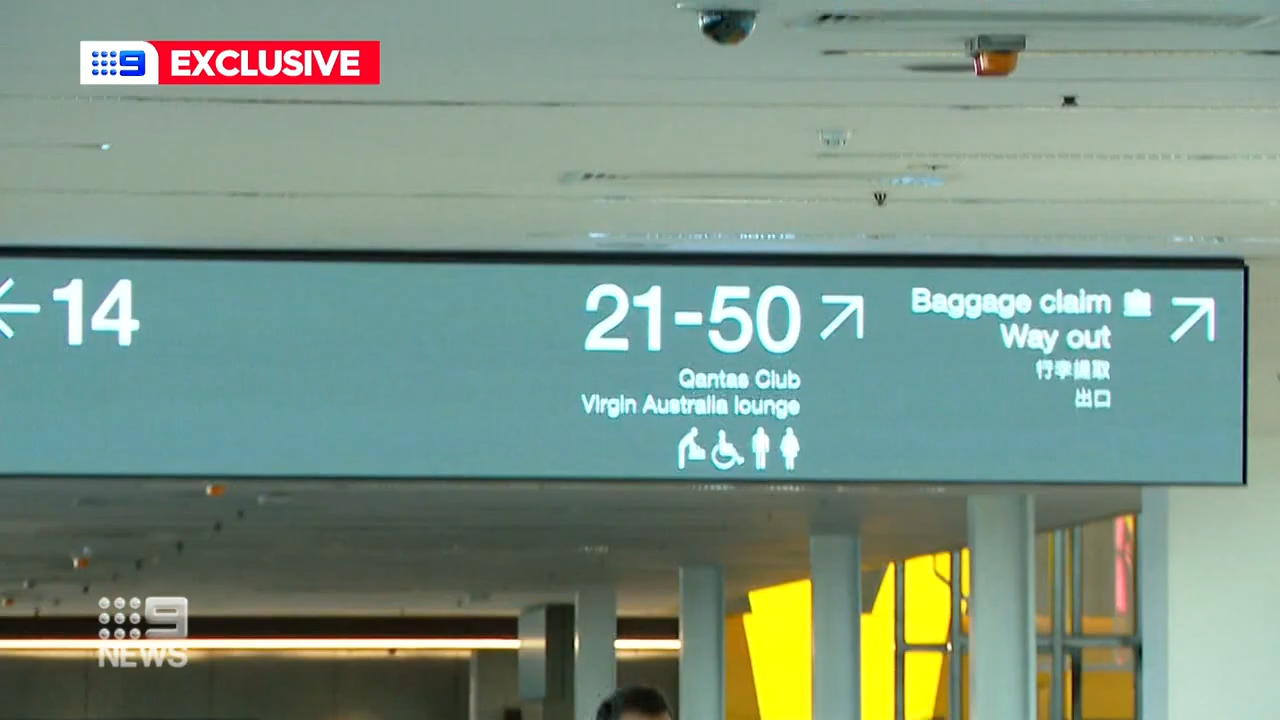 9 EXCLUSIVE
14
21-50
Qantas Club
Virgin Australia lounge
Baggage claim
Way out
行李提取
出口
9
NEWS